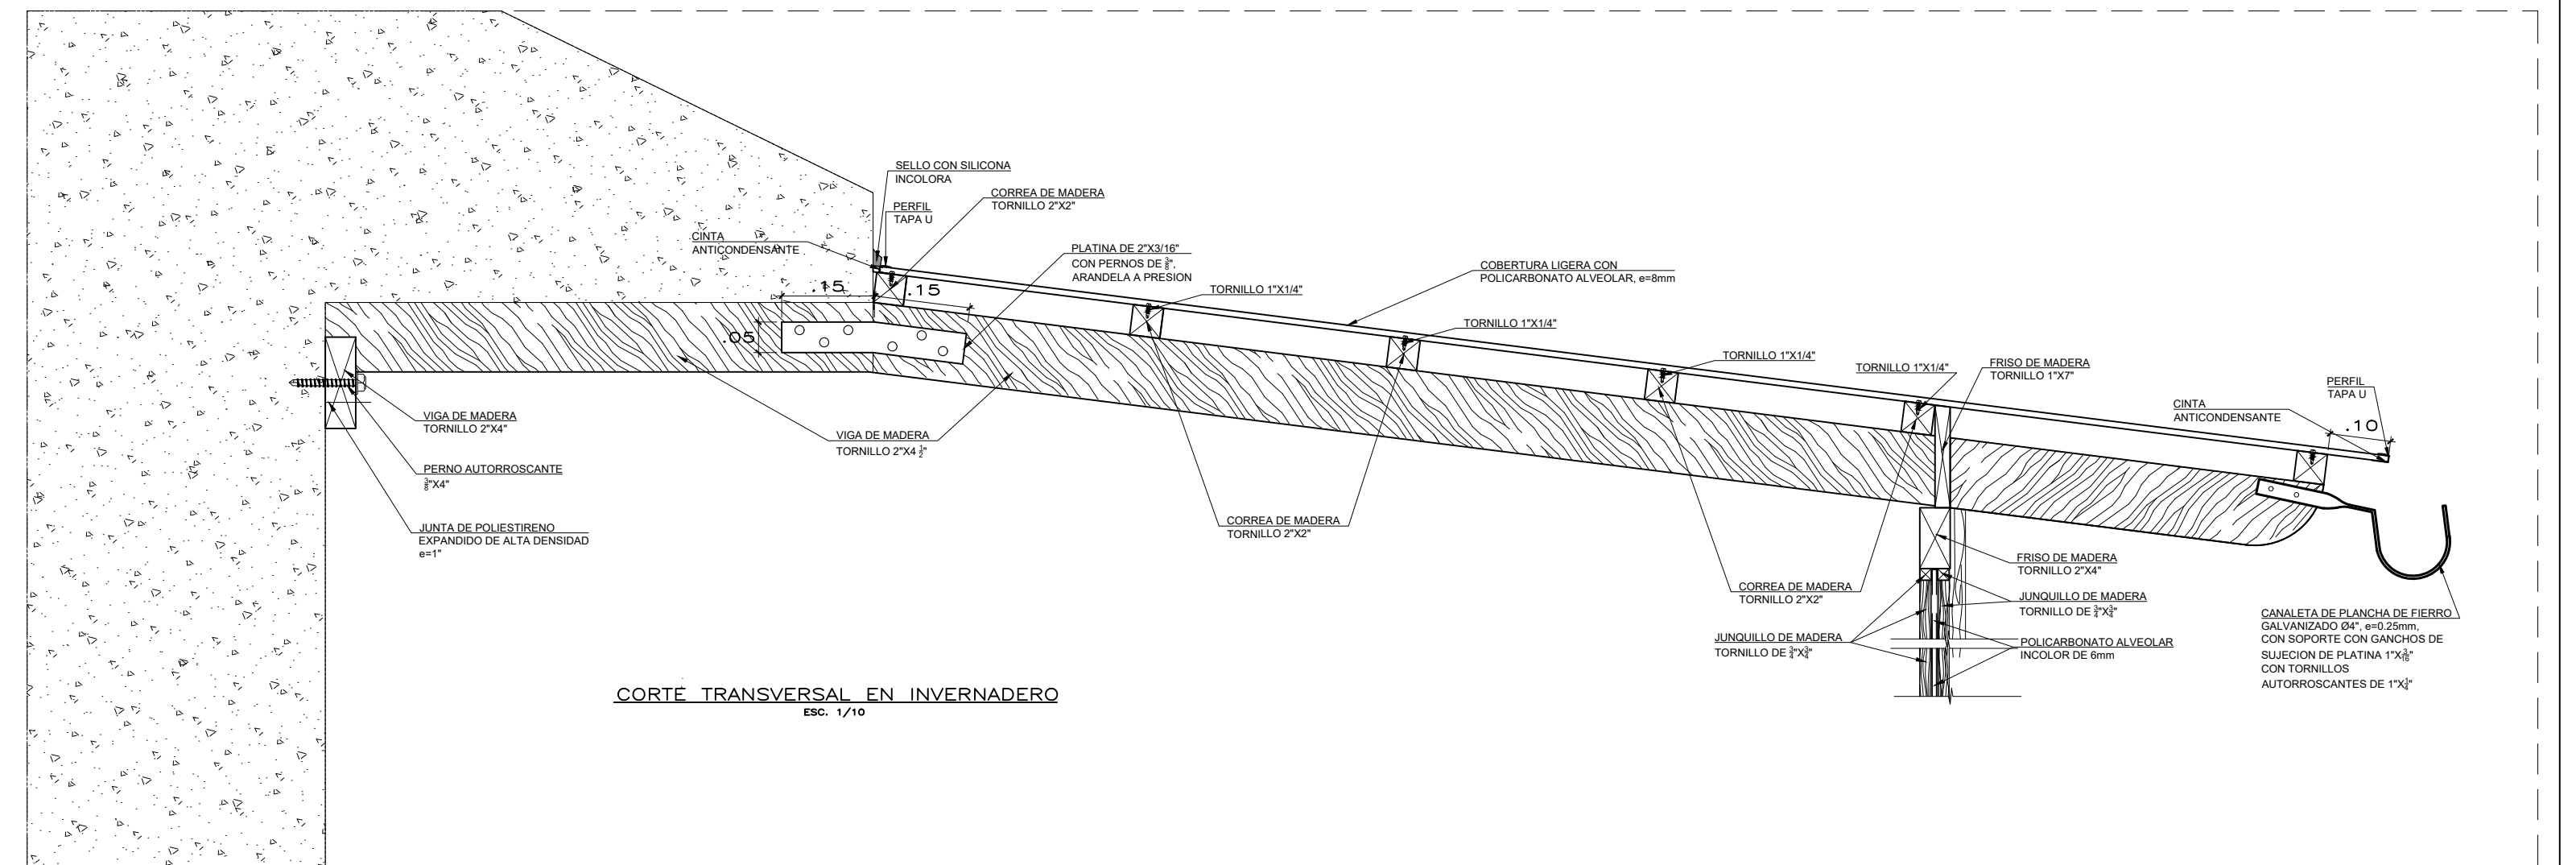 SELLO CON SILICONA
INCOLORA
CORREA DE MADERA
TORNILLO 2"X2"
PERFIL
TAPA U
CINTA
ANTICONDENSANTE
PLATINA DE 2"X3/16"
CON PERNOS DE 3/8",
ARANDELA A PRESION
.15
.15
.05
TORNILLO 1"X1/4"
COBERTURA LIGERA CON
POLICARBONATO ALVEOLAR, e=8mm
TORNILLO 1"X1/4"
TORNILLO 1"X1/4"
TORNILLO 1"X1/4"
FRISO DE MADERA
TORNILLO 1"X7"
PERFIL
TAPA U
CINTA
ANTICONDENSANTE
.10
VIGA DE MADERA
TORNILLO 2"X4"
VIGA DE MADERA
TORNILLO 2"X4 1/2"
PERNO AUTORROSCANTE
3/8"X4"
JUNTA DE POLIESTIRENO
EXPANDIDO DE ALTA DENSIDAD
e=1"
CORREA DE MADERA
TORNILLO 2"X2"
CORREA DE MADERA
TORNILLO 2"X2"
FRISO DE MADERA
TORNILLO 2"X4"
JUNQUILLO DE MADERA
TORNILLO DE 3/4"X3/4"
JUNQUILLO DE MADERA
TORNILLO DE 3/4"X3/4"
POLICARBONATO ALVEOLAR
INCOLOR DE 6mm
CANALETA DE PLANCHA DE FIERRO
GALVANIZADO Ø4", e=0.25mm,
CON SOPORTE CON GANCHOS DE
SUJECION DE PLATINA 1"X3/16"
CON TORNILLOS
AUTORROSCANTES DE 1"X1/4"
CORTE TRANSVERSAL EN INVERNADERO
ESC. 1/10